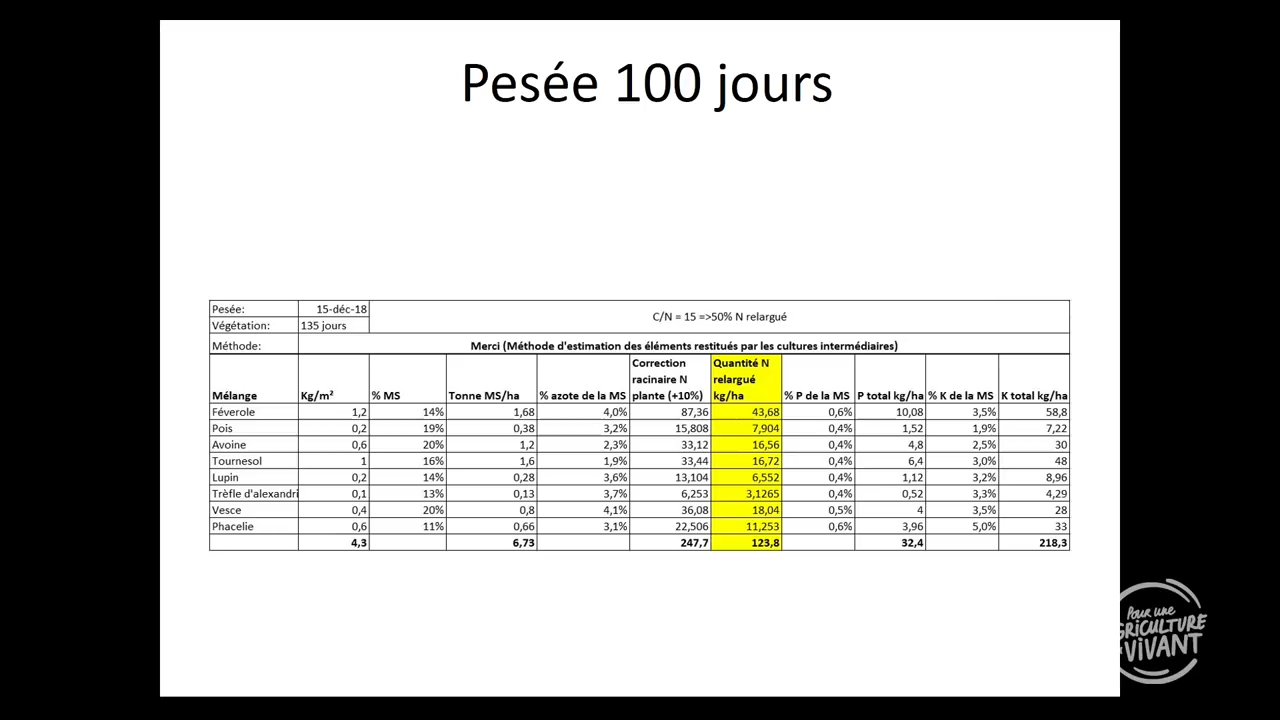 Pesée 100 jours
Pesée: 15-déc-18
C/N = 15 =>50% N relargué
Végétation: 135 jours
Méthode: Merci (Méthode d'estimation des éléments restitués par les cultures intermédiaires)
Mélange Kg/m² % MS Tonne MS/ha % azote de la MS Correction racinaire N plante (+10%) Quantité N relargué kg/ha % P de la MS P total kg/ha % K de la MS K total kg/ha
Féverole 1,2 14% 1,68 4,0% 87,36 43,68 0,6% 10,08 3,5% 58,8
Pois 0,2 19% 0,38 3,2% 15,808 7,904 0,4% 1,52 1,9% 7,22
Avoine 0,6 20% 1,2 2,3% 33,12 16,56 0,4% 4,8 2,5% 30
Tournesol 1 16% 1,6 1,9% 33,44 16,72 0,4% 6,4 3,0% 48
Lupin 0,2 14% 0,28 3,6% 13,104 6,552 0,4% 1,12 3,2% 8,96
Trèfle d'alexandri 0,1 13% 0,13 3,7% 6,253 3,1265 0,4% 0,52 3,3% 4,29
Vesce 0,4 20% 0,8 4,1% 36,08 18,04 0,5% 4 3,5% 28
Phacelie 0,6 11% 0,66 3,1% 22,506 11,253 0,6% 3,96 5,0% 33
4,3 6,73 247,7 123,8 32,4 218,3
POUR UNE
AGRICULTURE
VIVANT